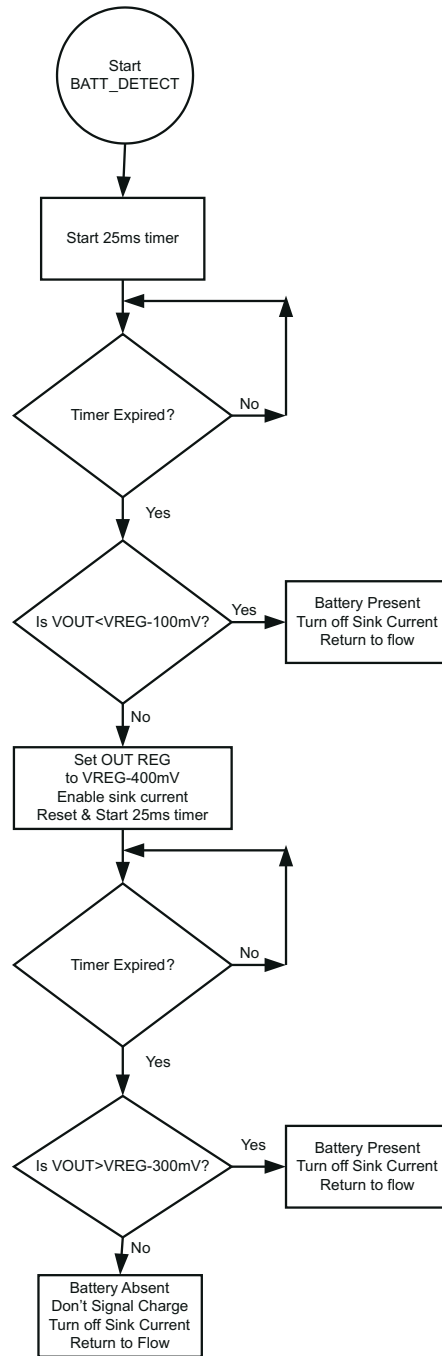 Start
BATT_DETECT
Start 25ms timer
Timer Expired?
No
Yes
Is VOUT<VREG-100mV?
Yes
Battery Present
Turn off Sink Current
Return to flow
No
Set OUT REG
to VREG-400mV
Enable sink current
Reset & Start 25ms timer
Timer Expired?
No
Yes
Is VOUT>VREG-300mV?
Yes
Battery Present
Turn off Sink Current
Return to flow
No
Battery Absent
Don't Signal Charge
Turn off Sink Current
Return to Flow